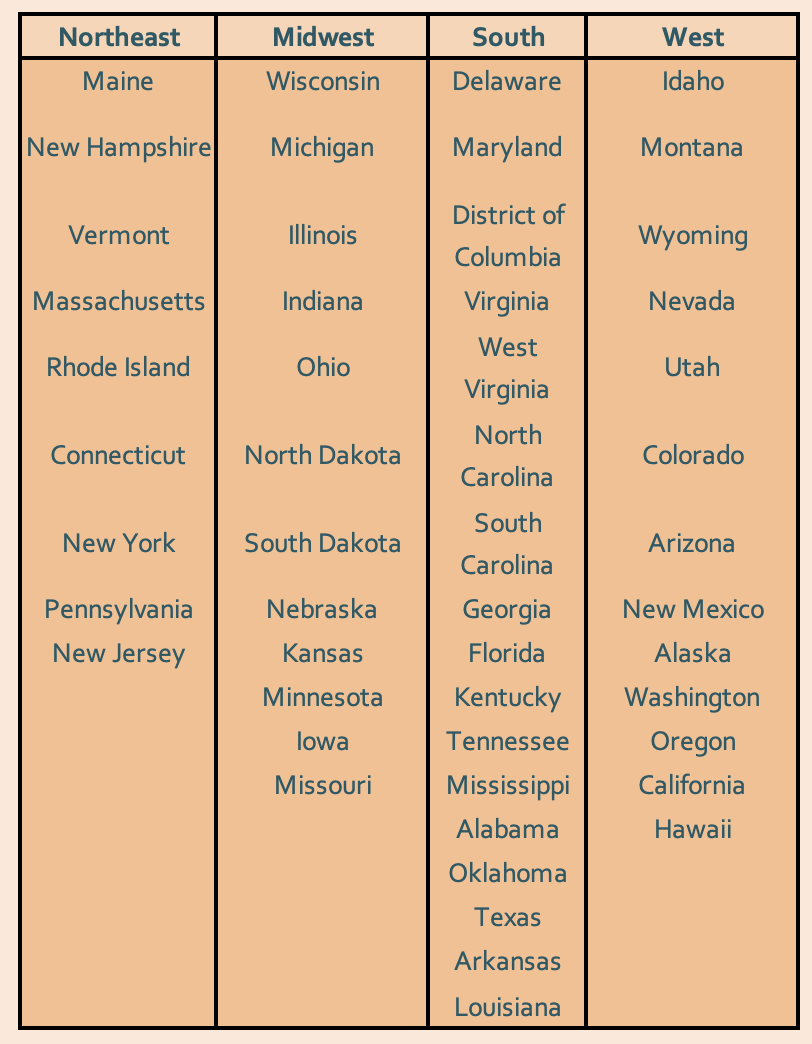 Northeast Midwest South West
Maine Wisconsin Delaware Idaho
New Hampshire Michigan Maryland Montana
Vermont Illinois District of Columbia Wyoming
Massachusetts Indiana Virginia Nevada
Rhode Island Ohio West Virginia Utah
Connecticut North Dakota North Carolina Colorado
New York South Dakota South Carolina Arizona
Pennsylvania Nebraska Georgia New Mexico
New Jersey Kansas Florida Alaska
Minnesota Kentucky Washington
Iowa Tennessee Oregon
Missouri Mississippi California
Alabama Hawaii
Oklahoma
Texas
Arkansas
Louisiana